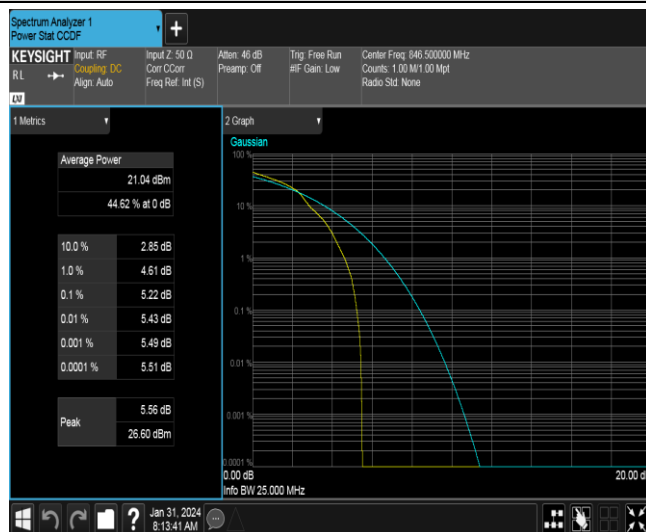 Spectrum Analyzer 1
Power Stat CCDF
KEYSIGHT
RL
Input: RF
Coupling: DC
Align: Auto
Input Z: 50 Ω
Corr CCorr
Freq Ref: Int (S)
Atten: 46 dB
Preamp: Off
Trig: Free Run
#IF Gain: Low
Center Freq: 846.500000 MHz
Counts: 1.00 M/1.00 Mpt
Radio Std: None
LXI
1 Metrics
Average Power
21.04 dBm
44.62 % at 0 dB
10.0 % 2.85 dB
1.0 % 4.61 dB
0.1 % 5.22 dB
0.01 % 5.43 dB
0.001 % 5.49 dB
0.0001 % 5.51 dB
Peak
5.56 dB
26.60 dBm
2 Graph
Gaussian
100 %
10 %
1 %
0.1 %
0.01 %
0.001 %
0.0001 %
0.00 dB
20.00 d
Info BW 25.000 MHz
?
Jan 31, 2024
8:13:41 AM